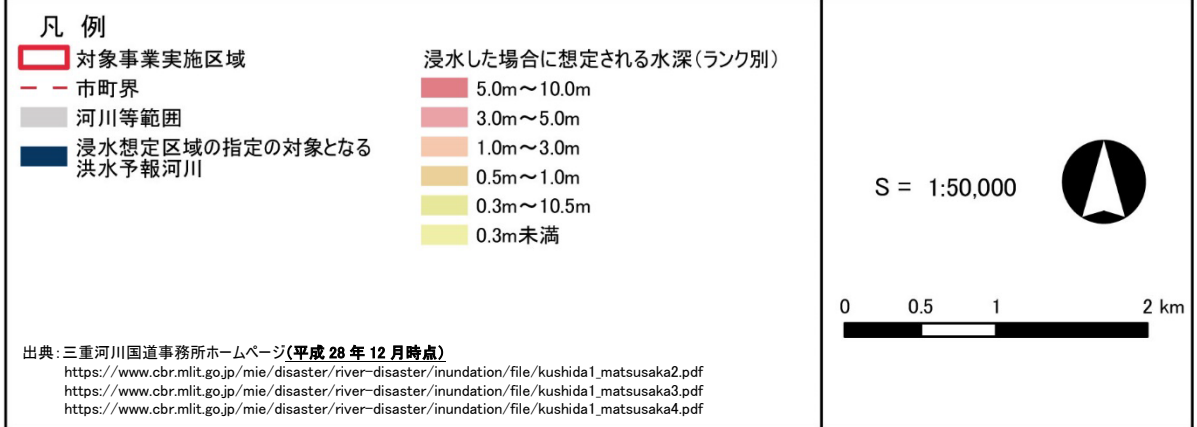 凡 例
対象事業実施区域
市町界
河川等範囲
浸水想定区域の指定の対象となる
洪水予報河川
浸水した場合に想定される水深(ランク別)
5.0m～10.0m
3.0m～5.0m
1.0m～3.0m
0.5m～1.0m
0.3m～10.5m
0.3m未満
出典：三重河川国道事務所ホームページ(平成 28 年 12 月時点)
https://www.cbr.mlit.go.jp/mie/disaster/river-disaster/inundation/file/kushida1_matsusaka2.pdf
https://www.cbr.mlit.go.jp/mie/disaster/river-disaster/inundation/file/kushida1_matsusaka3.pdf
https://www.cbr.mlit.go.jp/mie/disaster/river-disaster/inundation/file/kushida1_matsusaka4.pdf
S = 1:50,000
0 0.5 1 2 km